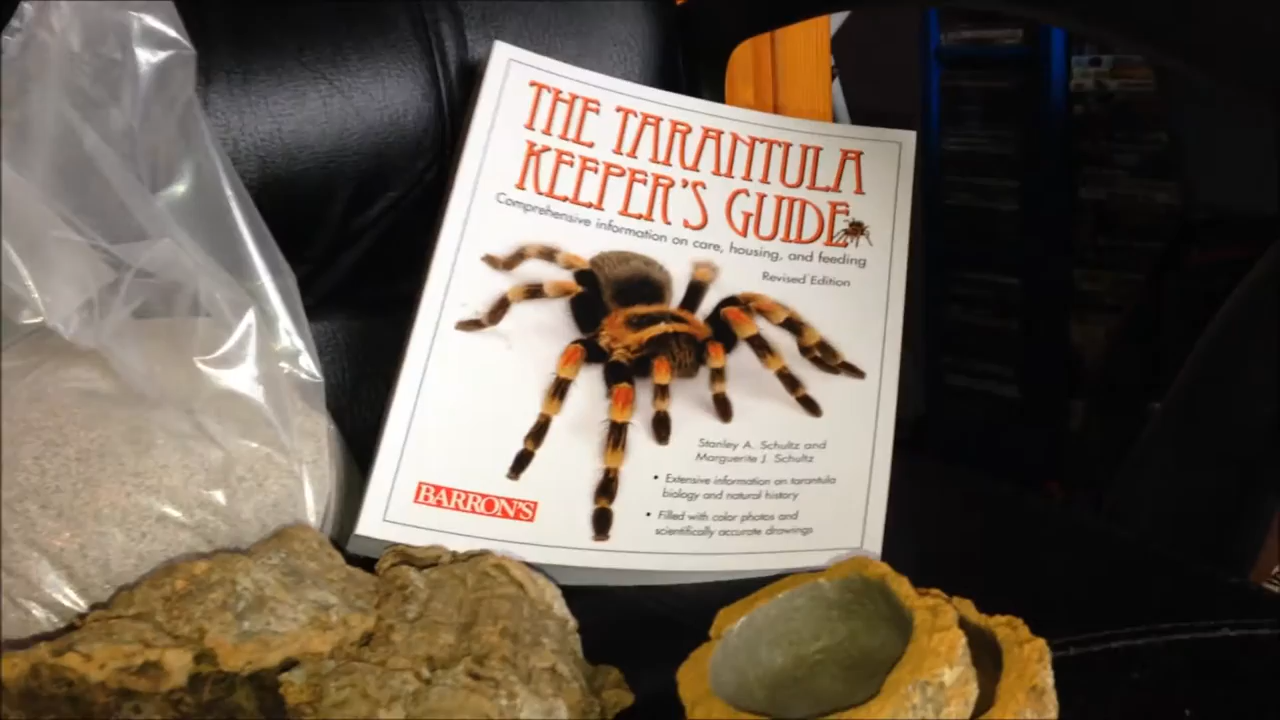 THE TARANTULA
KEEPER'S GUIDE
Comprehensive information on care, housing, and feeding
Revised Edition
Stanley A. Schultz and
Marguerite J. Schultz
• Extensive information on tarantula
biology and natural history
• Filled with color photos and
scientifically accurate drawings
BARRON'S